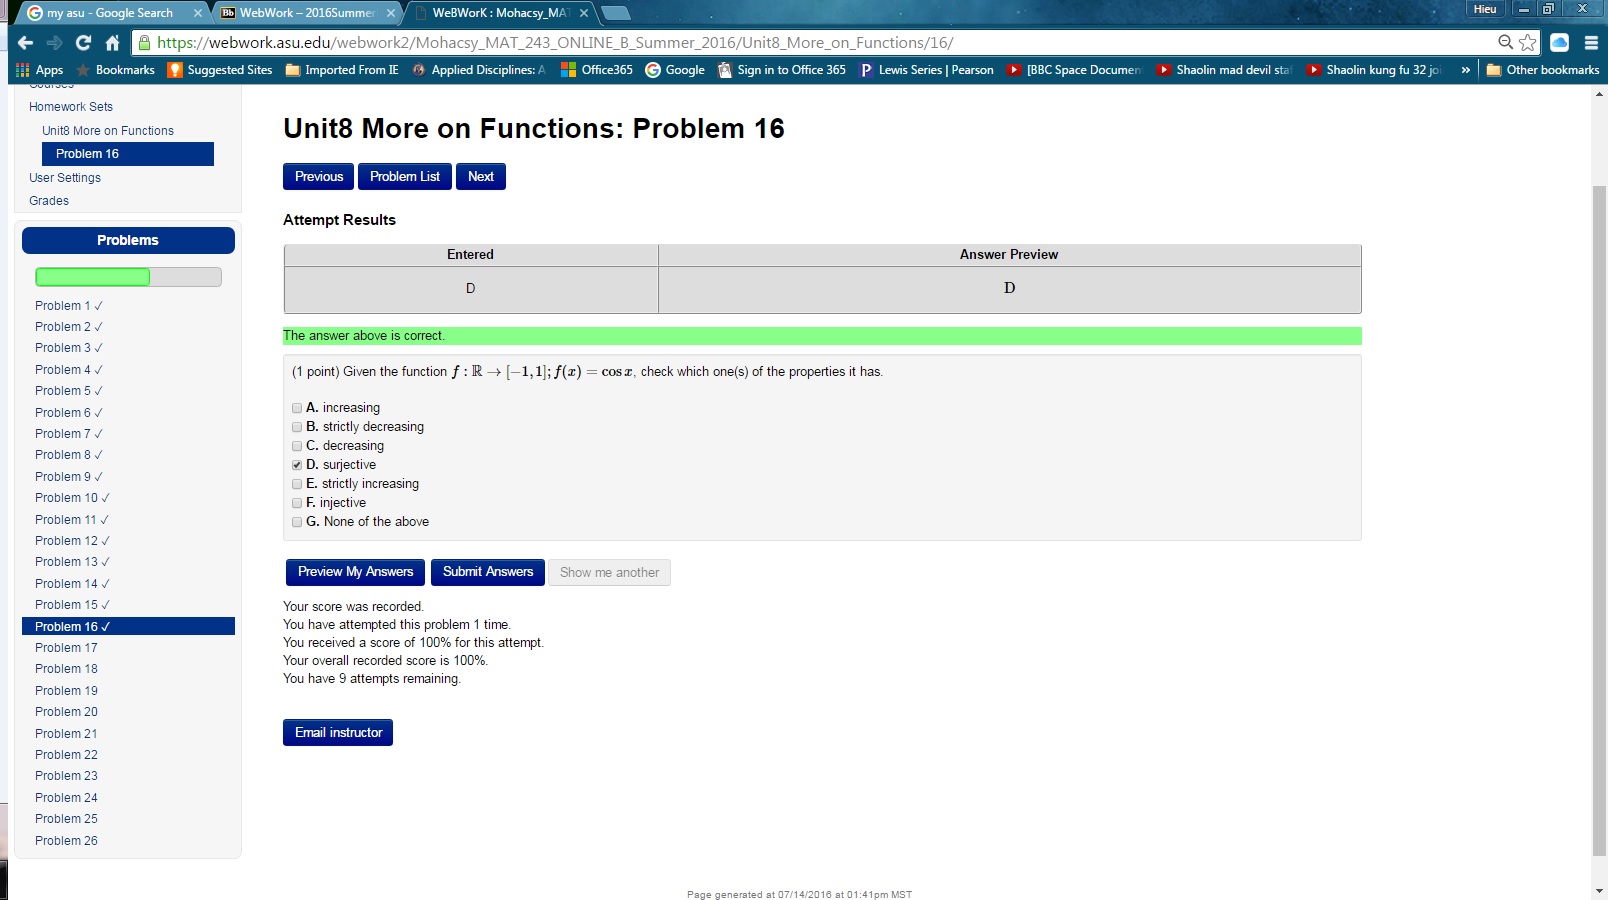 my asu - Google Search
WebWork – 2016Summer
WeBWorK : Mohacsy_MAT
Hieu
https://webwork.asu.edu/webwork2/Mohacsy_MAT_243_ONLINE_B_Summer_2016/Unit8_More_on_Functions/16/
Apps Bookmarks Suggested Sites Imported From IE Applied Disciplines: A Office365 Google Sign in to Office 365 Lewis Series | Pearson [BBC Space Documen Shaolin mad devil sta Shaolin kung fu 32 joi » Other bookmarks
Courses
Homework Sets
Unit8 More on Functions
Problem 16
User Settings
Grades
Problems
Problem 1 ✓
Problem 2 ✓
Problem 3 ✓
Problem 4 ✓
Problem 5 ✓
Problem 6 ✓
Problem 7 ✓
Problem 8 ✓
Problem 9 ✓
Problem 10 ✓
Problem 11 ✓
Problem 12 ✓
Problem 13 ✓
Problem 14 ✓
Problem 15 ✓
Problem 16 ✓
Problem 17
Problem 18
Problem 19
Problem 20
Problem 21
Problem 22
Problem 23
Problem 24
Problem 25
Problem 26
Unit8 More on Functions: Problem 16
Previous Problem List Next
Attempt Results
Entered Answer Preview
D D
The answer above is correct.
(1 point) Given the function f : ℝ → [−1, 1]; f(x) = cos x, check which one(s) of the properties it has.
A. increasing
B. strictly decreasing
C. decreasing
D. surjective
E. strictly increasing
F. injective
G. None of the above
Preview My Answers Submit Answers Show me another
Your score was recorded.
You have attempted this problem 1 time.
You received a score of 100% for this attempt.
Your overall recorded score is 100%.
You have 9 attempts remaining.
Email instructor
Page generated at 07/14/2016 at 01:41pm MST